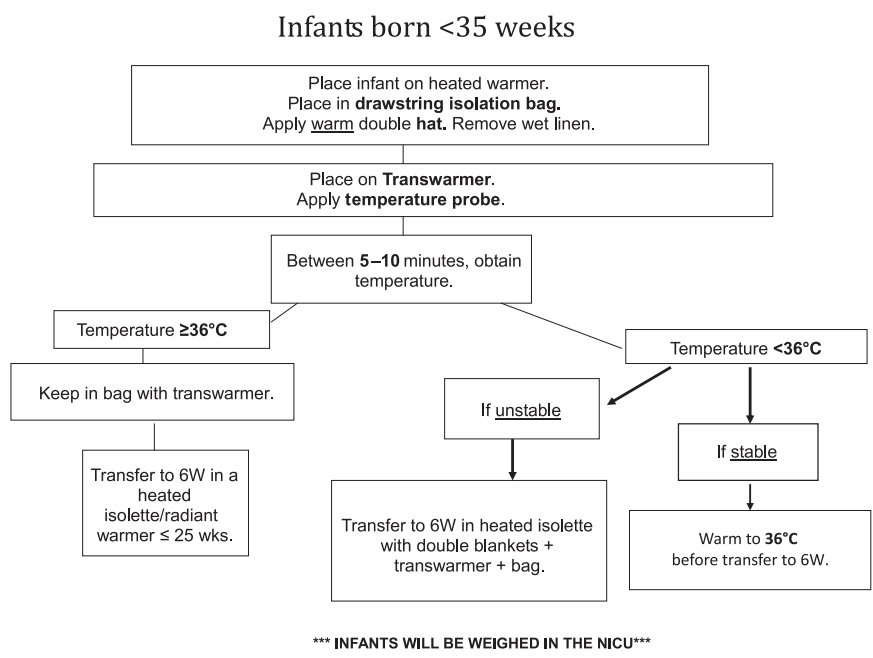 Infants born <35 weeks
Place infant on heated warmer.
Place in drawstring isolation bag.
Apply warm double hat. Remove wet linen.
Place on Transwarmer.
Apply temperature probe.
Between 5–10 minutes, obtain
temperature.
Temperature ≥36°C
Keep in bag with transwarmer.
Transfer to 6W in a
heated
isolette/radiant
warmer ≤ 25 wks.
Temperature <36°C
If unstable
Transfer to 6W in heated isolette
with double blankets +
transwarmer + bag.
If stable
Warm to 36°C
before transfer to 6W.
*** INFANTS WILL BE WEIGHED IN THE NICU***